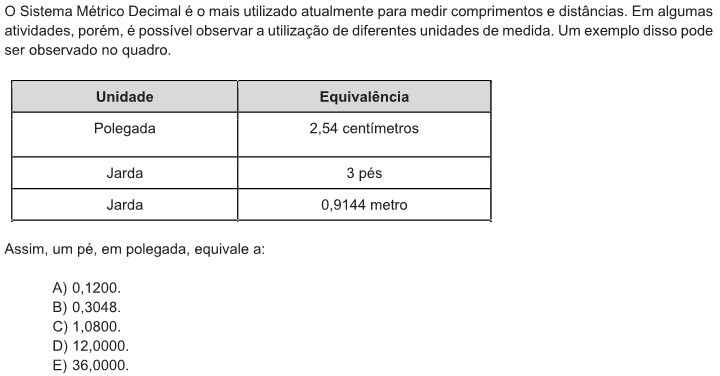 O Sistema Métrico Decimal é o mais utilizado atualmente para medir comprimentos e distâncias. Em algumas
atividades, porém, é possível observar a utilização de diferentes unidades de medida. Um exemplo disso pode
ser observado no quadro.
Unidade Equivalência
Polegada 2,54 centímetros
Jarda 3 pés
Jarda 0,9144 metro
Assim, um pé, em polegada, equivale a:
A) 0,1200.
B) 0,3048.
C) 1,0800.
D) 12,0000.
E) 36,0000.